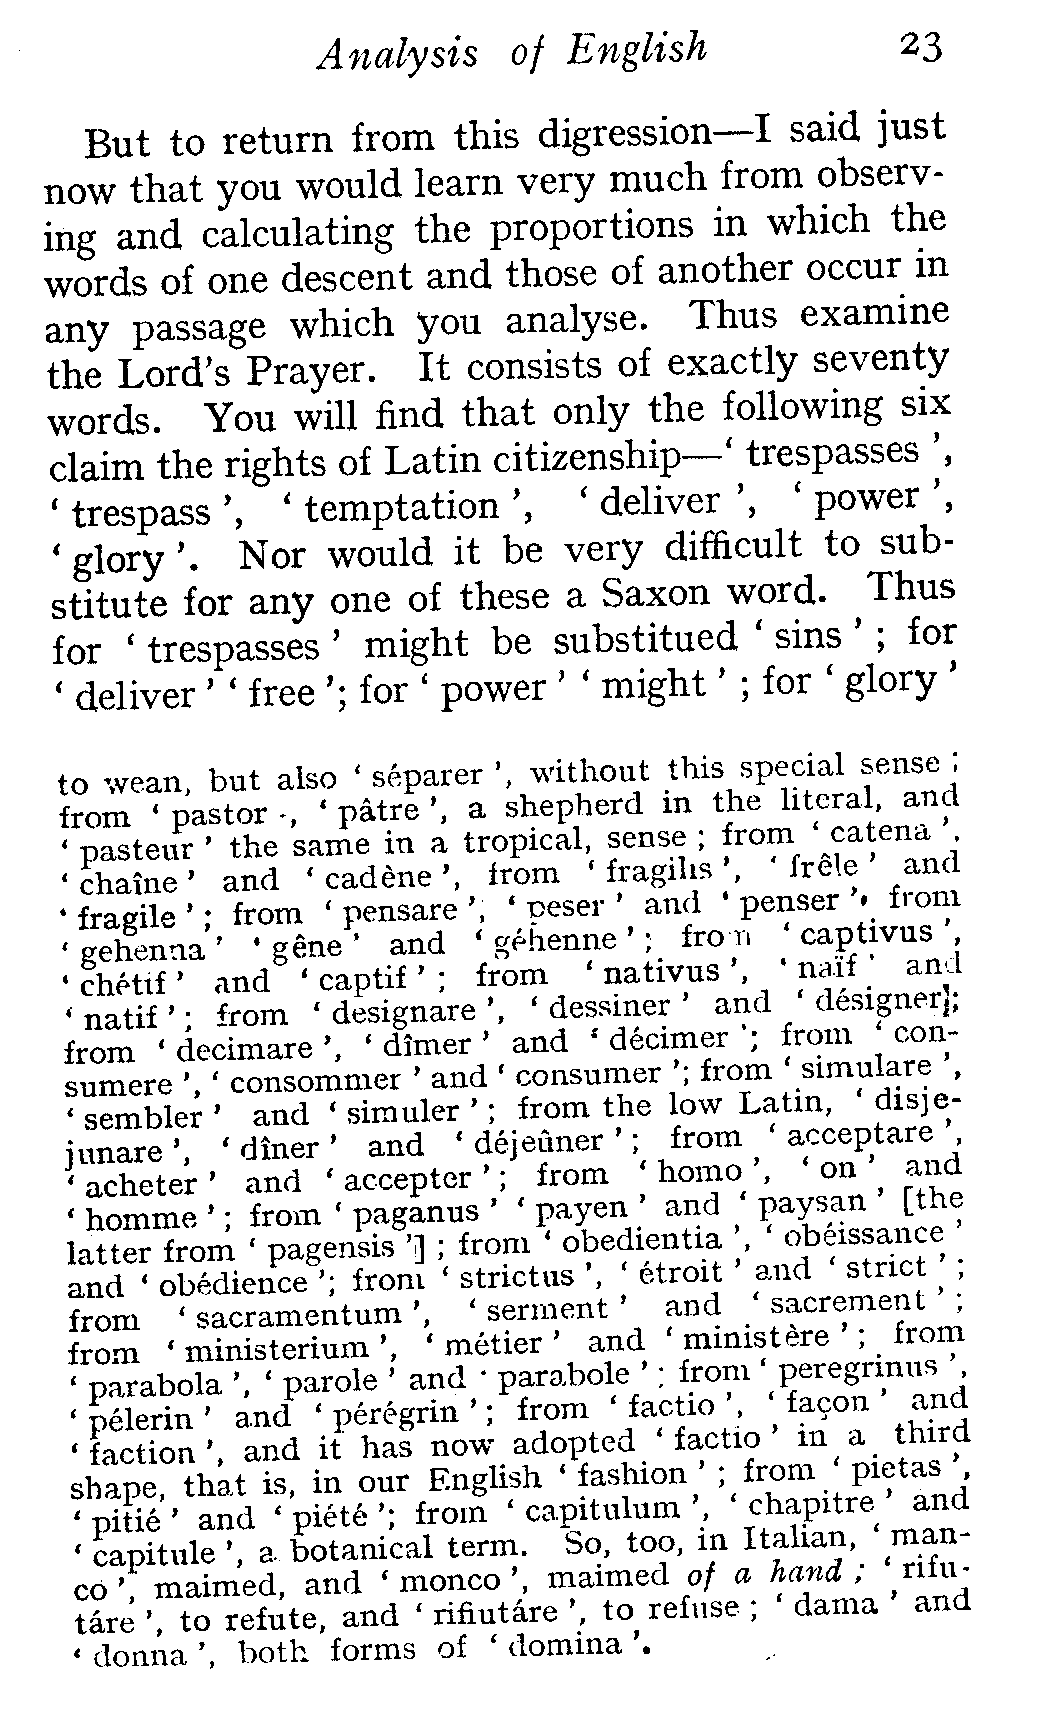 Analysis of English 23
But to return from this digression—I said just
now that you would learn very much from observ-
ing and calculating the proportions in which the
words of one descent and those of another occur in
any passage which you analyse. Thus examine
the Lord's Prayer. It consists of exactly seventy
words. You will find that only the following six
claim the rights of Latin citizenship—‘ trespasses ’,
‘ trespass ’, ‘ temptation ’, ‘ deliver ’, ‘ power ’,
‘ glory ’. Nor would it be very difficult to sub-
stitute for any one of these a Saxon word. Thus
for ‘ trespasses ’ might be substitued ‘ sins ’ ; for
‘ deliver ’ ‘ free ’; for ‘ power ’ ‘ might ’ ; for ‘ glory ’
to wean, but also ‘ séparer ’, without this special sense ;
from ‘ pastor -, ‘ pâtre ’, a shepherd in the literal, and
‘ pasteur ’ the same in a tropical, sense ; from ‘ catena ’.
‘ chaîne ’ and ‘ cadène ’, from ‘ fragilis ’, ‘ frêle ’ and
‘ fragile ’ ; from ‘ pensare ’, ‘ peser ’ and ‘ penser ’, from
‘ gehenna ’ ‘ gêne ’ and ‘ géhenne ’ ; from ‘ captivus ’,
‘ chétif ’ and ‘ captif ’ ; from ‘ nativus ’, ‘ naïf ’ and
‘ natif ’ ; from ‘ designare ’, ‘ dessiner ’ and ‘ désigner];
from ‘ decimare ’, ‘ dîmer ’ and ‘ décimer ’; from ‘ con-
sumere ’, ‘ consommer ’ and ‘ consumer ’; from ‘ simulare ’,
‘ sembler ’ and ‘ simuler ’ ; from the low Latin, ‘ disje-
junare ’, ‘ dîner ’ and ‘ déjeûner ’ ; from ‘ acceptare ’,
‘ acheter ’ and ‘ accepter ’ ; from ‘ homo ’, ‘ on ’ and
‘ homme ’ ; from ‘ paganus ’ ‘ payen ’ and ‘ paysan ’ [the
latter from ‘ pagensis ’] ; from ‘ obedientia ’, ‘ obéissance ’
and ‘ obédience ’; from ‘ strictus ’, ‘ étroit ’ and ‘ strict ’ ;
from ‘ sacramentum ’, ‘ serment ’ and ‘ sacrement ’ ;
from ‘ ministerium ’, ‘ métier ’ and ‘ ministère ’ ; from
‘ parabola ’, ‘ parole ’ and ‘ parabole ’ ; from ‘ peregrinus ’,
‘ pélerin ’ and ‘ pérégrin ’ ; from ‘ factio ’, ‘ façon ’ and
‘ faction ’, and it has now adopted ‘ factio ’ in a third
shape, that is, in our English ‘ fashion ’ ; from ‘ pietas ’,
‘ pitié ’ and ‘ piété ’; from ‘ capitulum ’, ‘ chapitre ’ and
‘ capitule ’, a botanical term. So, too, in Italian, ‘ man-
co ’, maimed, and ‘ monco ’, maimed of a hand ; ‘ rifu-
táre ’, to refute, and ‘ rifiutáre ’, to refuse ; ‘ dama ’ and
‘ donna ’, both forms of ‘ domina ’.